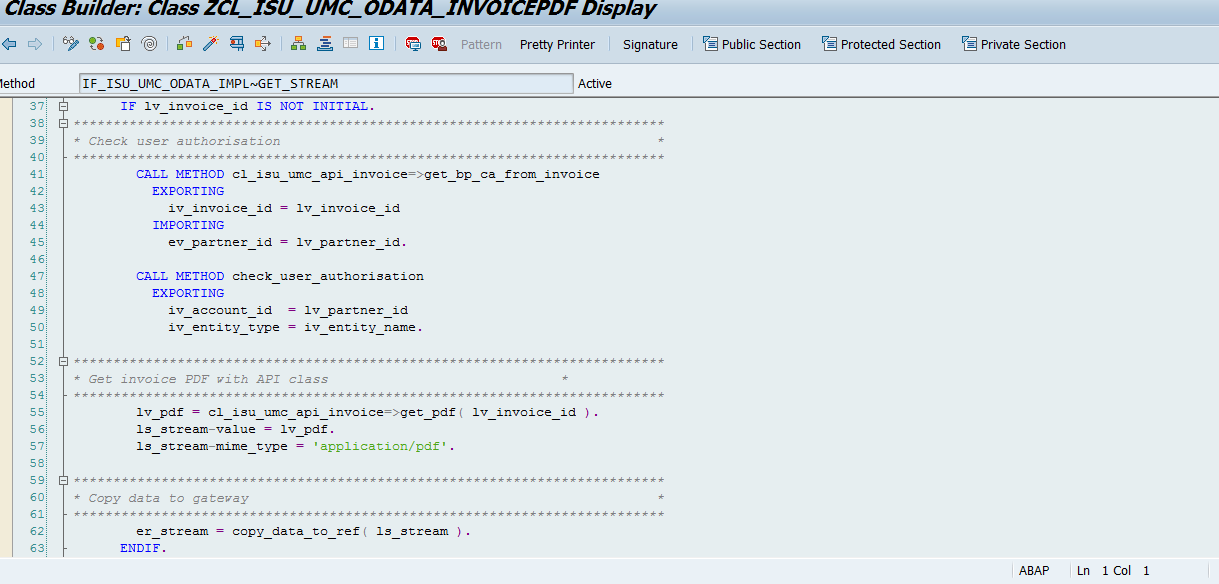 Class Builder: Class ZCL_ISU_UMC_ODATA_INVOICEPDF Display
Pattern Pretty Printer Signature Public Section Protected Section Private Section
Method IF_ISU_UMC_ODATA_IMPL~GET_STREAM Active
37 IF lv_invoice_id IS NOT INITIAL.
38 **************************************************************************
39 * Check user authorisation *
40 **************************************************************************
41 CALL METHOD cl_isu_umc_api_invoice=>get_bp_ca_from_invoice
42 EXPORTING
43 iv_invoice_id = lv_invoice_id
44 IMPORTING
45 ev_partner_id = lv_partner_id.
46
47 CALL METHOD check_user_authorisation
48 EXPORTING
49 iv_account_id  = lv_partner_id
50 iv_entity_type = iv_entity_name.
51
52 **************************************************************************
53 * Get invoice PDF with API class *
54 **************************************************************************
55 lv_pdf = cl_isu_umc_api_invoice=>get_pdf( lv_invoice_id ).
56 ls_stream-value = lv_pdf.
57 ls_stream-mime_type = 'application/pdf'.
58
59 **************************************************************************
60 * Copy data to gateway *
61 **************************************************************************
62 er_stream = copy_data_to_ref( ls_stream ).
63 ENDIF.
ABAP Ln 1 Col 1